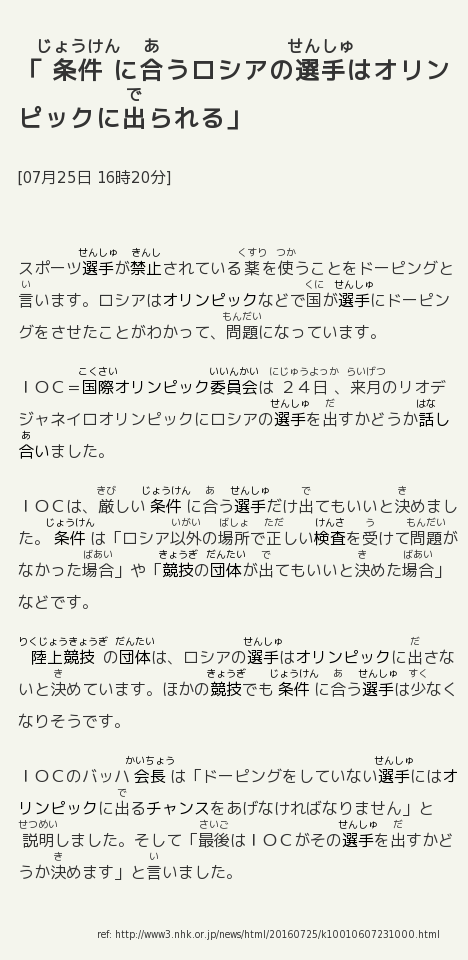 「条件に合うロシアの選手はオリン
ピックに出られる」
[07月25日 16時20分]
スポーツ選手が禁止されている薬を使うことをドーピングと
言います。ロシアはオリンピックなどで国が選手にドーピン
グをさせたことがわかって、問題になっています。
ＩＯＣ＝国際オリンピック委員会は２４日、来月のリオデ
ジャネイロオリンピックにロシアの選手を出すかどうか話し
合いました。
ＩＯＣは、厳しい条件に合う選手だけ出てもいいと決めまし
た。条件は「ロシア以外の場所で正しい検査を受けて問題が
なかった場合」や「競技の団体が出てもいいと決めた場合」
などです。
陸上競技の団体は、ロシアの選手はオリンピックに出さな
いと決めています。ほかの競技でも条件に合う選手は少なく
なりそうです。
ＩＯＣのバッハ会長は「ドーピングをしていない選手にはオ
リンピックに出るチャンスをあげなければなりません」と
説明しました。そして「最後はＩＯＣがその選手を出すかど
うか決めます」と言いました。
ref: http://www3.nhk.or.jp/news/html/20160725/k10010607231000.html